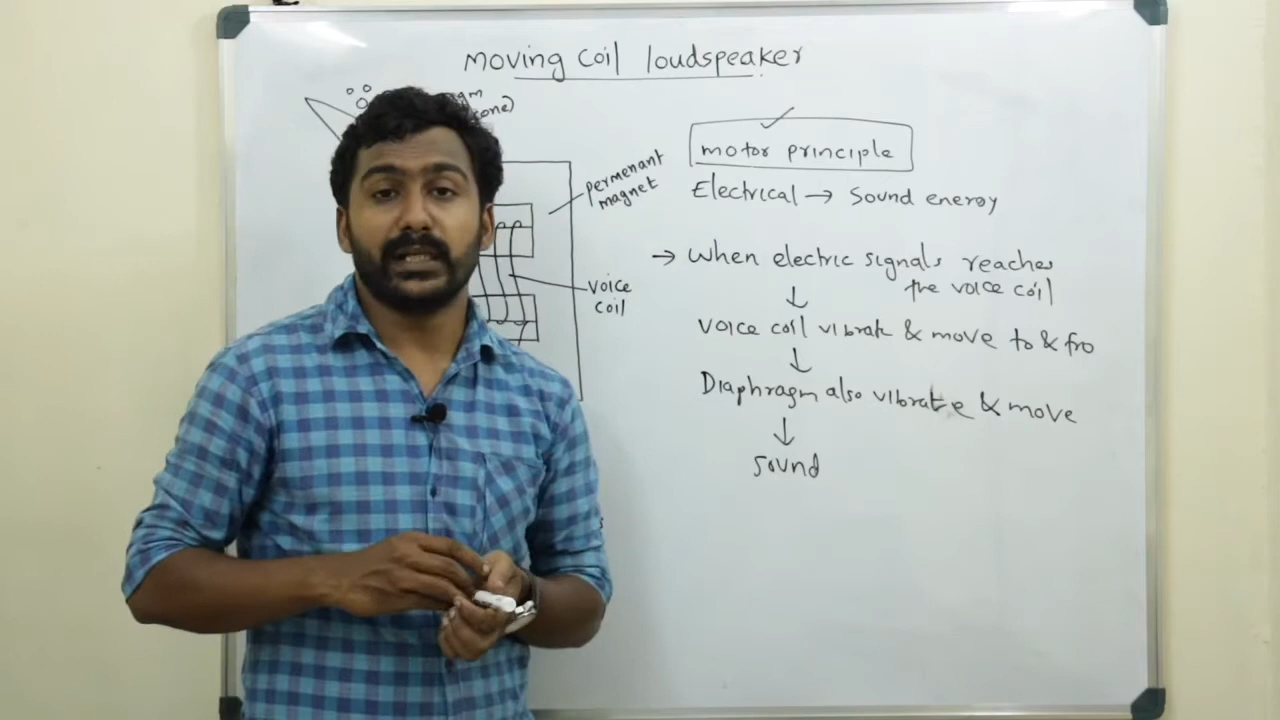 Moving Coil loudspeaker
cone)
permenant
magnet
voice
coil
motor principle
Electrical → Sound energy
→ When electric signals reaches
the voice coil
↓
voice coil vibrate & move to & fro
↓
Diaphragm also vibrate & move
↓
Sound